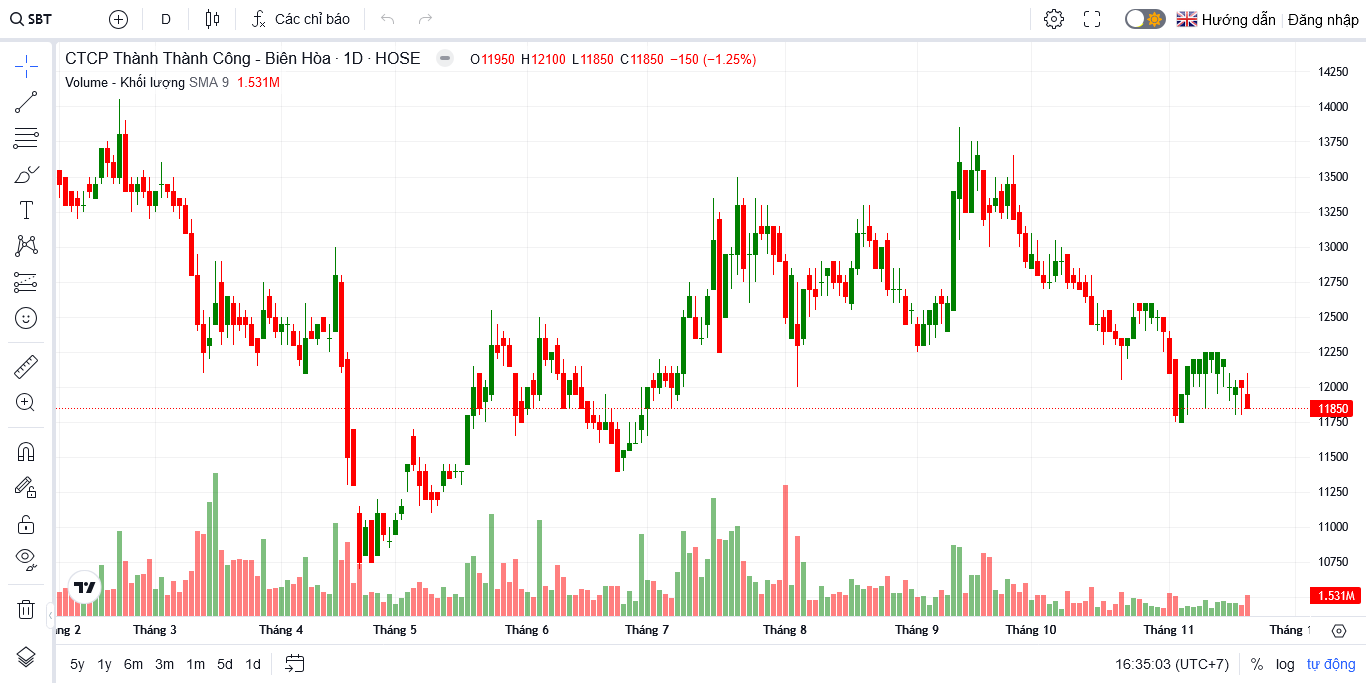 SBT D Các chỉ báo Hướng dẫn Đăng nhập
CTCP Thành Thành Công - Biên Hòa · 1D · HOSE O11950 H12100 L11850 C11850 −150 (−1.25%)
Volume - Khối lượng SMA 9 1.531M
14250
14000
13750
13500
13250
13000
12750
12500
12250
12000
11850
11750
11500
11250
11000
10750
1.531M
ng 2 Tháng 3 Tháng 4 Tháng 5 Tháng 6 Tháng 7 Tháng 8 Tháng 9 Tháng 10 Tháng 11 Tháng 1
5y 1y 6m 3m 1m 5d 1d 16:35:03 (UTC+7) % log tự động